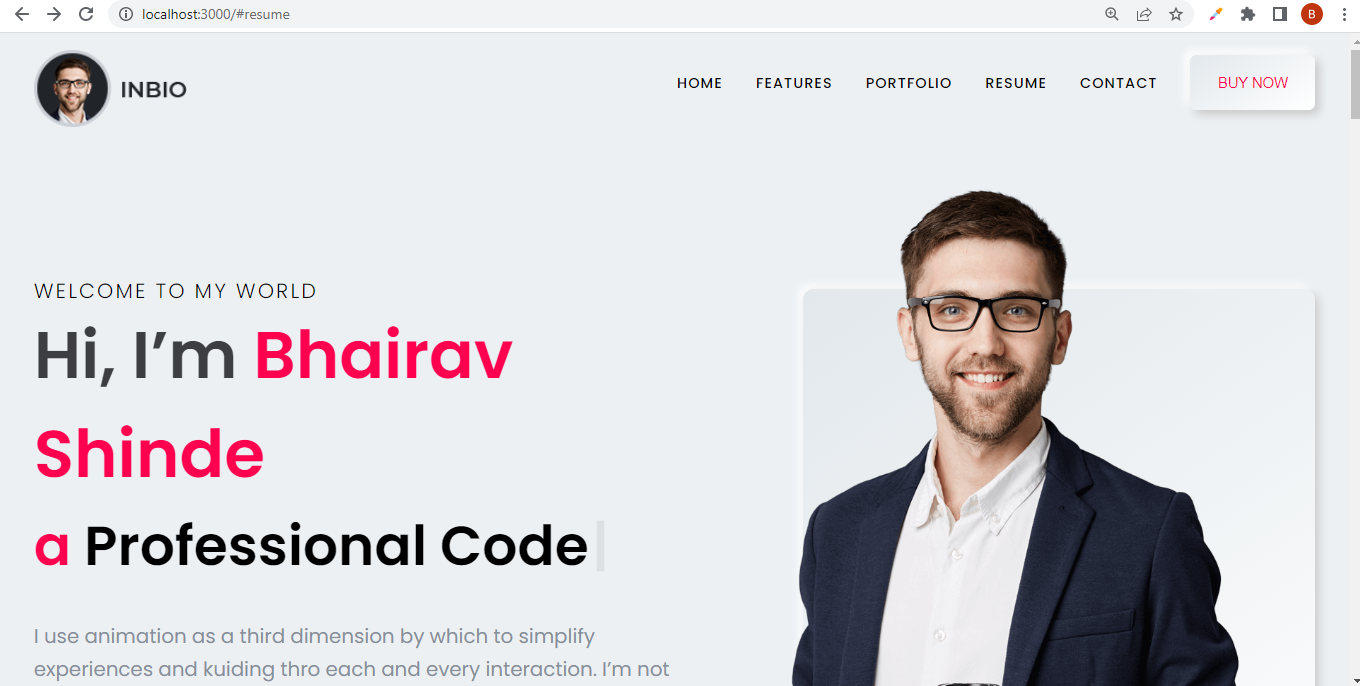 localhost:3000/#resume
B
INBIO
HOME FEATURES PORTFOLIO RESUME CONTACT BUY NOW
WELCOME TO MY WORLD
Hi, I’m Bhairav
Shinde
a Professional Code
I use animation as a third dimension by which to simplify
experiences and kuiding thro each and every interaction. I’m not